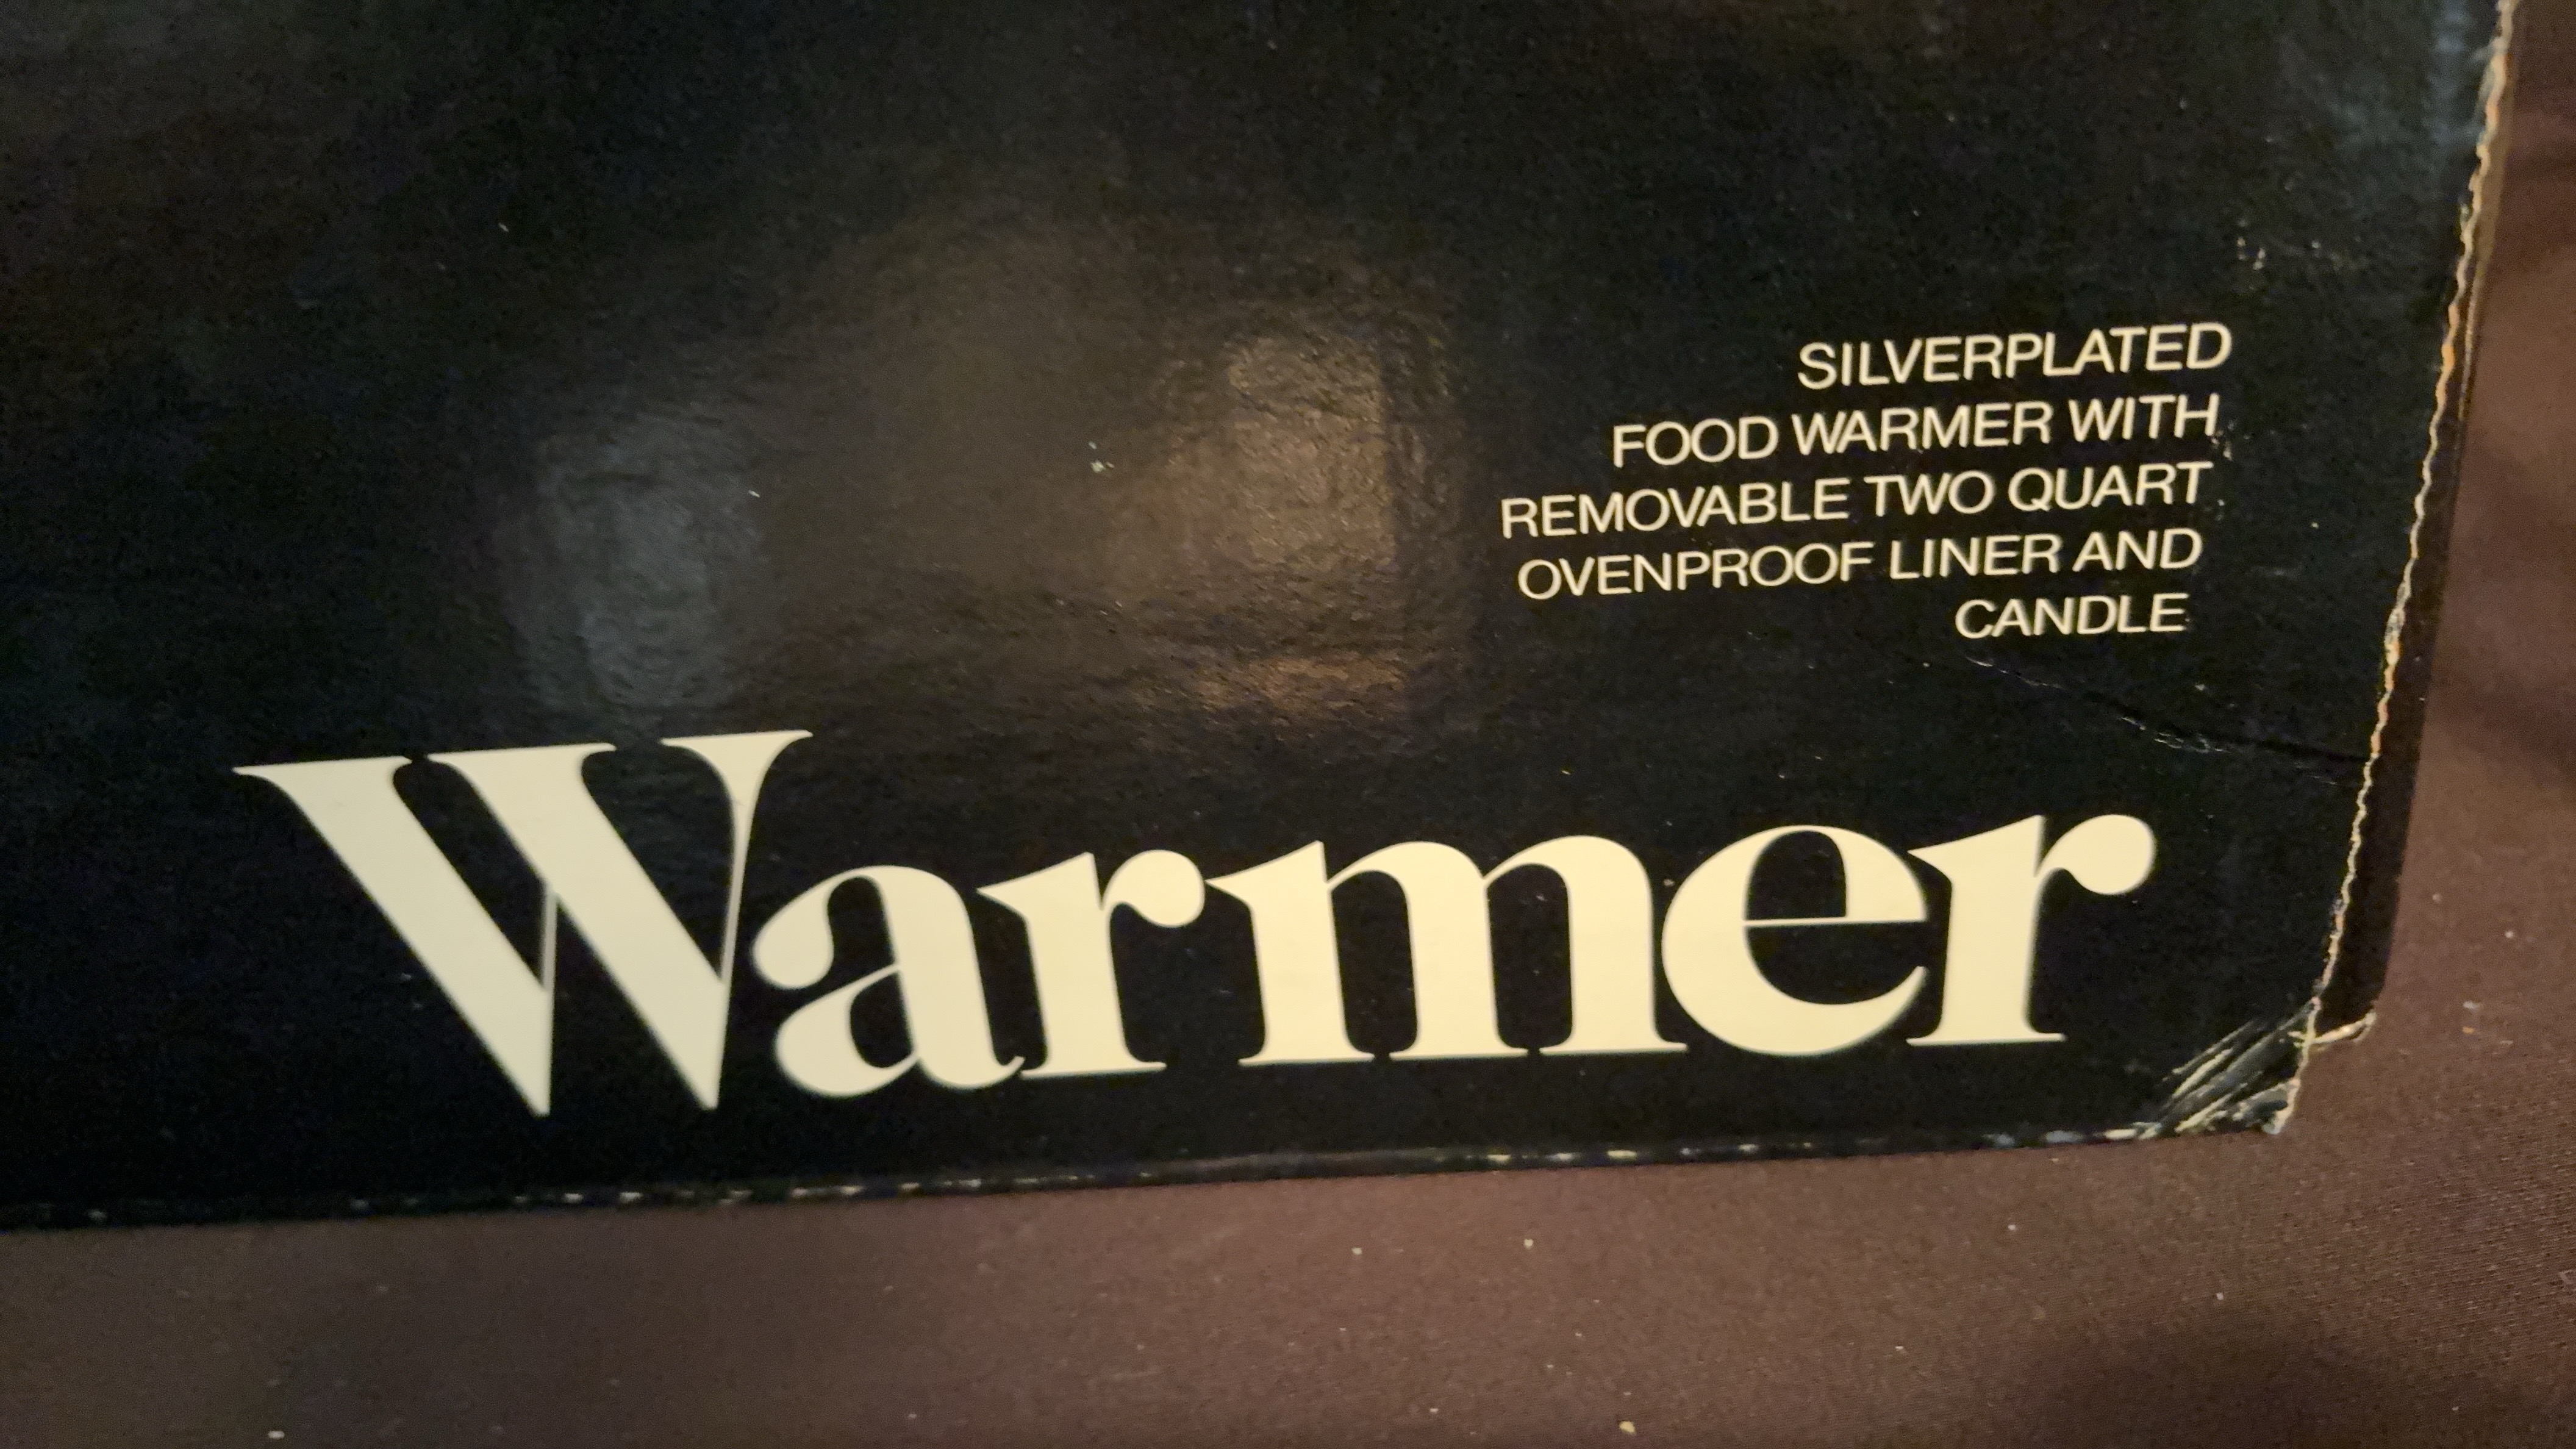 SILVERPLATED
FOOD WARMER WITH
REMOVABLE TWO QUART
OVENPROOF LINER AND
CANDLE
Warmer